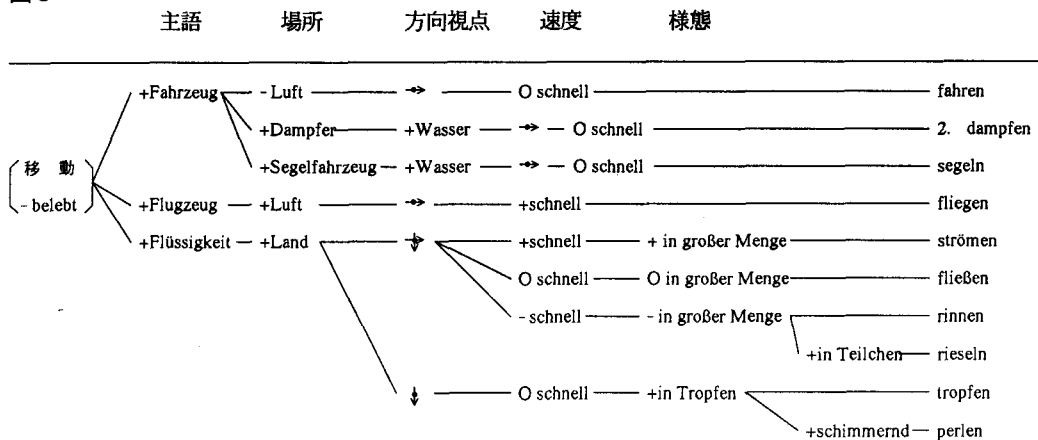 主語 場所 方向視点 速度 様態
+Fahrzeug - Luft O schnell fahren
+Dampfer +Wasser O schnell 2. dampfen
+Segelfahrzeug +Wasser O schnell segeln
移動
- belebt
+Flugzeug +Luft +schnell fliegen
+Flüssigkeit +Land +schnell + in großer Menge strömen
O schnell O in großer Menge fließen
- schnell - in großer Menge rinnen
+in Teilchen rieseln
O schnell +in Tropfen tropfen
+schimmernd perlen